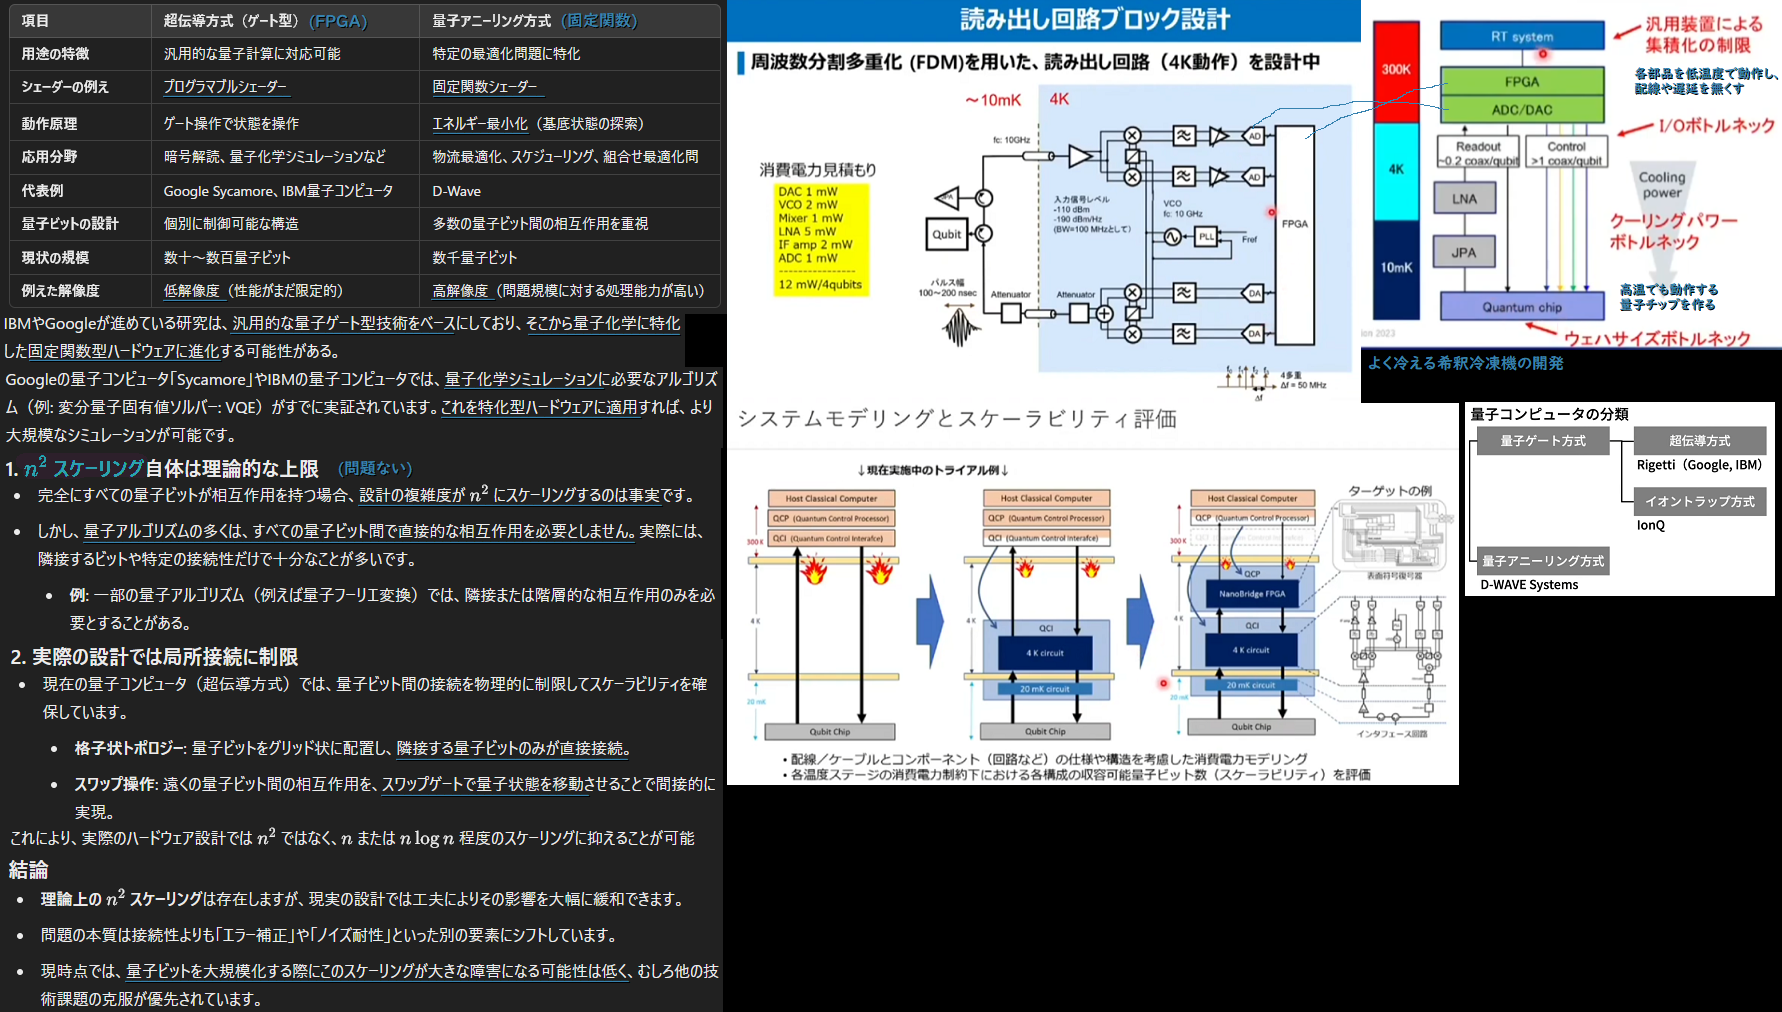 項目 超伝導方式（ゲート型） (FPGA) 量子アニーリング方式 (固定関数)
用途の特徴 汎用的な量子計算に対応可能 特定の最適化問題に特化
シェーダーの例え プログラマブルシェーダー 固定関数シェーダー
動作原理 ゲート操作で状態を操作 エネルギー最小化（基底状態の探索）
応用分野 暗号解読、量子化学シミュレーションなど 物流最適化、スケジューリング、組合せ最適化問
代表例 Google Sycamore、IBM量子コンピュータ D-Wave
量子ビットの設計 個別に制御可能な構造 多数の量子ビット間の相互作用を重視
現状の規模 数十～数百量子ビット 数千量子ビット
例えた解像度 低解像度（性能がまだ限定的） 高解像度（問題規模に対する処理能力が高い）
IBMやGoogleが進めている研究は、汎用的な量子ゲート型技術をベースにしており、そこから量子化学に特化
した固定関数型ハードウェアに進化する可能性がある。
Googleの量子コンピュータ「Sycamore」やIBMの量子コンピュータでは、量子化学シミュレーションに必要なアルゴリズ
ム（例: 変分量子固有値ソルバー: VQE）がすでに実証されています。これを特化型ハードウェアに適用すれば、より
大規模なシミュレーションが可能です。
1. n² スケーリング自体は理論的な上限 (問題ない)
• 完全にすべての量子ビットが相互作用を持つ場合、設計の複雑度が n² にスケーリングするのは事実です。
• しかし、量子アルゴリズムの多くは、すべての量子ビット間で直接的な相互作用を必要としません。実際には、
隣接するビットや特定の接続性だけで十分なことが多いです。
• 例: 一部の量子アルゴリズム（例えば量子フーリエ変換）では、隣接または階層的な相互作用のみを必
要とすることがある。
2. 実際の設計では局所接続に制限
• 現在の量子コンピュータ（超伝導方式）では、量子ビット間の接続を物理的に制限してスケーラビリティを確
保しています。
• 格子状トポロジー: 量子ビットをグリッド状に配置し、隣接する量子ビットのみが直接接続。
• スワップ操作: 遠くの量子ビット間の相互作用を、スワップゲートで量子状態を移動させることで間接的に
実現。
これにより、実際のハードウェア設計では n² ではなく、n または n log n 程度のスケーリングに抑えることが可能
結論
• 理論上の n² スケーリングは存在しますが、現実の設計では工夫によりその影響を大幅に緩和できます。
• 問題の本質は接続性よりも「エラー補正」や「ノイズ耐性」といった別の要素にシフトしています。
• 現時点では、量子ビットを大規模化する際にこのスケーリングが大きな障害になる可能性は低く、むしろ他の技
術課題の克服が優先されています。
読み出し回路ブロック設計
周波数分割多重化 (FDM)を用いた、読み出し回路（4K動作）を設計中
～10mK 4K
fc: 10GHz
消費電力見積もり
DAC 1 mW
VCO 2 mW
Mixer 1 mW
LNA 5 mW
IF amp 2 mW
ADC 1 mW
----------------
12 mW/4qubits
Qubit
パルス幅
100～200 nsec
Attenuator
Attenuator
入力信号レベル
-110 dBm
-190 dBm/Hz
(BW=100 MHzとして)
VCO
fc: 10 GHz
PLL
Fref
AD
AD
DA
DA
FPGA
4多重
Δf = 50 MHz
Δf
300K
4K
10mK
RT system
FPGA
ADC/DAC
Readout
~0.2 coax/qubit
Control
>1 coax/qubit
LNA
JPA
Quantum chip
Cooling
power
汎用装置による
集積化の制限
各部品を低温度で動作し、
配線や遅延を無くす
I/Oボトルネック
クーリングパワー
ボトルネック
高温でも動作する
量子チップを作る
ウェハサイズボトルネック
ion 2023
よく冷える希釈冷凍機の開発
システムモデリングとスケーラビリティ評価
↓現在実施中のトライアル例↓
Host Classical Computer
QCP (Quantum Control Processor)
QCI (Quantum Control Interafce)
300 K
4 K
20 mK
Qubit Chip
Host Classical Computer
QCP (Quantum Control Processor)
QCI (Quantum Control Interafce)
QCI
4 K circuit
20 mK circuit
Qubit Chip
Host Classical Computer
QCP (Quantum Control Processor)
300 K
QCP
NanoBridge FPGA
QCI
4 K
4 K circuit
20 mK circuit
20 mK
Qubit Chip
ターゲットの例
表面符号復号器
インタフェース回路
・配線／ケーブルとコンポーネント（回路など）の仕様や構造を考慮した消費電力モデリング
・各温度ステージの消費電力制約下における各構成の収容可能量子ビット数（スケーラビリティ）を評価
量子コンピュータの分類
量子ゲート方式
超伝導方式
Rigetti（Google, IBM）
イオントラップ方式
IonQ
量子アニーリング方式
D-WAVE Systems